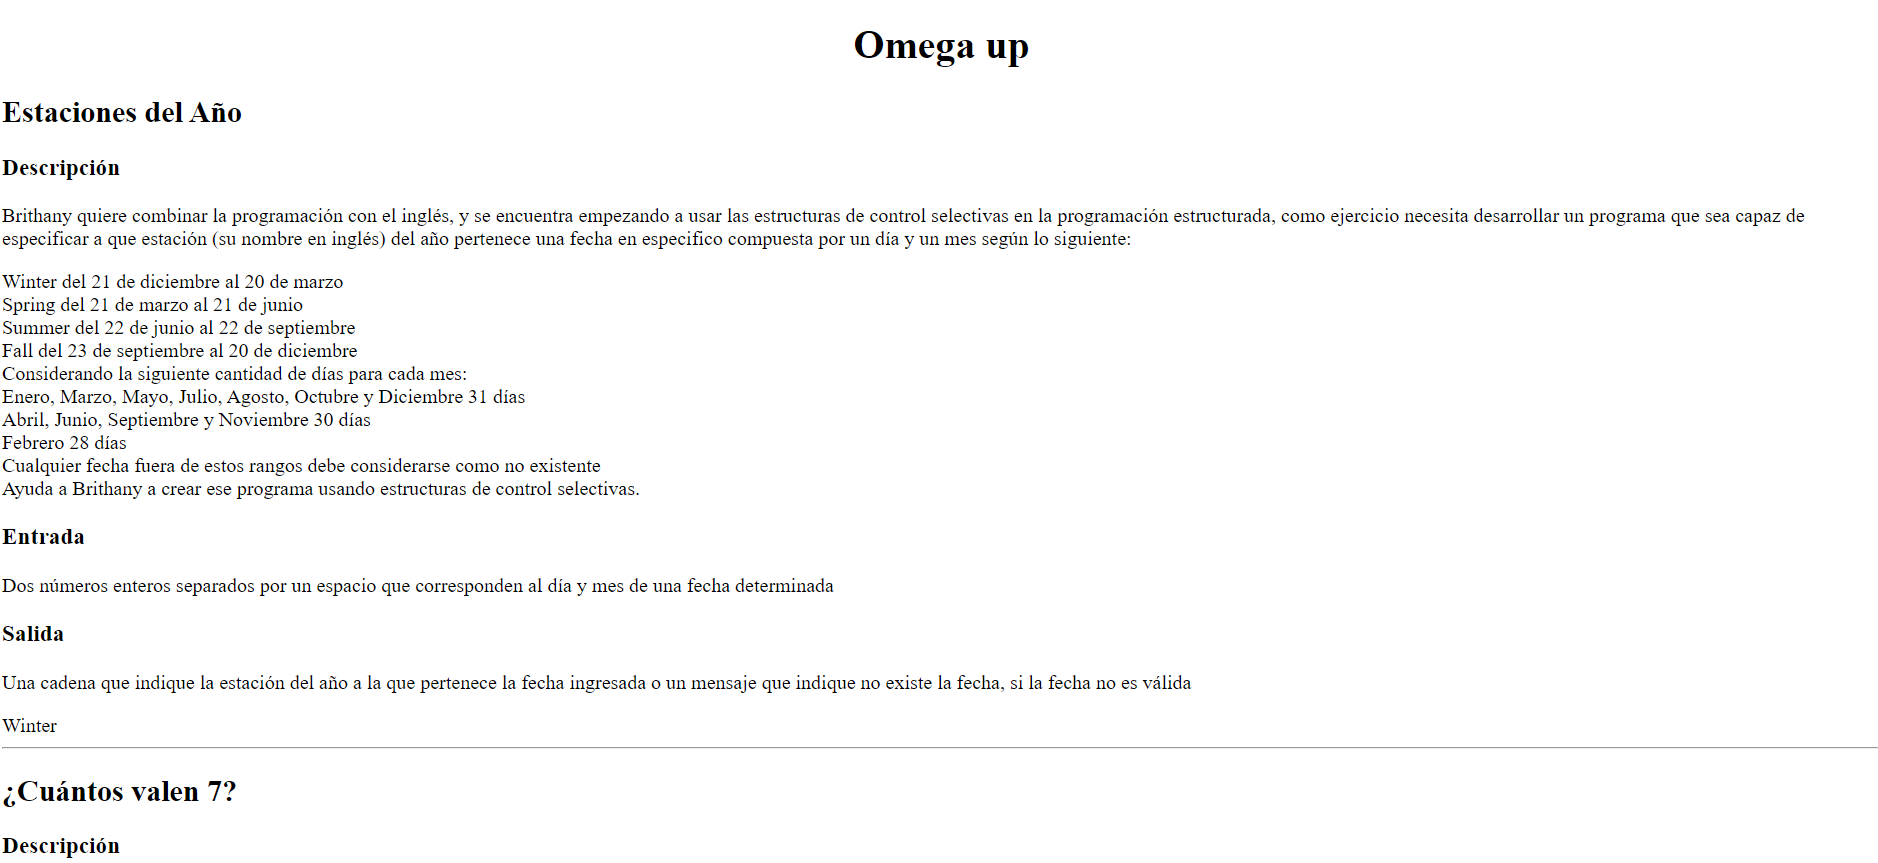 Omega up
Estaciones del Año
Descripción
Brithany quiere combinar la programación con el inglés, y se encuentra empezando a usar las estructuras de control selectivas en la programación estructurada, como ejercicio necesita desarrollar un programa que sea capaz de
especificar a que estación (su nombre en inglés) del año pertenece una fecha en especifico compuesta por un día y un mes según lo siguiente:
Winter del 21 de diciembre al 20 de marzo
Spring del 21 de marzo al 21 de junio
Summer del 22 de junio al 22 de septiembre
Fall del 23 de septiembre al 20 de diciembre
Considerando la siguiente cantidad de días para cada mes:
Enero, Marzo, Mayo, Julio, Agosto, Octubre y Diciembre 31 días
Abril, Junio, Septiembre y Noviembre 30 días
Febrero 28 días
Cualquier fecha fuera de estos rangos debe considerarse como no existente
Ayuda a Brithany a crear ese programa usando estructuras de control selectivas.
Entrada
Dos números enteros separados por un espacio que corresponden al día y mes de una fecha determinada
Salida
Una cadena que indique la estación del año a la que pertenece la fecha ingresada o un mensaje que indique no existe la fecha, si la fecha no es válida
Winter
¿Cuántos valen 7?
Descripción